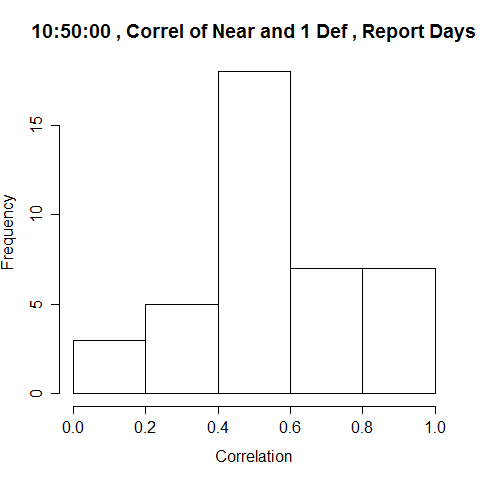 10:50:00 , Correl of Near and 1 Def , Report Days
Frequency
15
10
5
0
0.0 0.2 0.4 0.6 0.8 1.0
Correlation